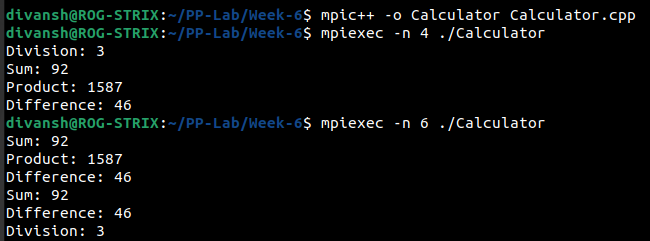 divansh@ROG-STRIX:~/PP-Lab/Week-6$ mpic++ -o Calculator Calculator.cpp
divansh@ROG-STRIX:~/PP-Lab/Week-6$ mpiexec -n 4 ./Calculator
Division: 3
Sum: 92
Product: 1587
Difference: 46
divansh@ROG-STRIX:~/PP-Lab/Week-6$ mpiexec -n 6 ./Calculator
Sum: 92
Product: 1587
Difference: 46
Sum: 92
Difference: 46
Division: 3